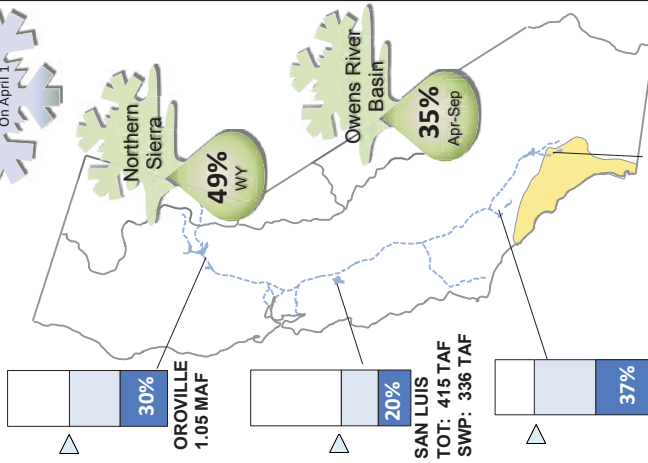 On April 1
Northern
Sierra
49%
WY
Owens River
Basin
35%
Apr-Sep
30%
OROVILLE
1.05 MAF
20%
SAN LUIS
TOT: 415 TAF
SWP: 336 TAF
37%